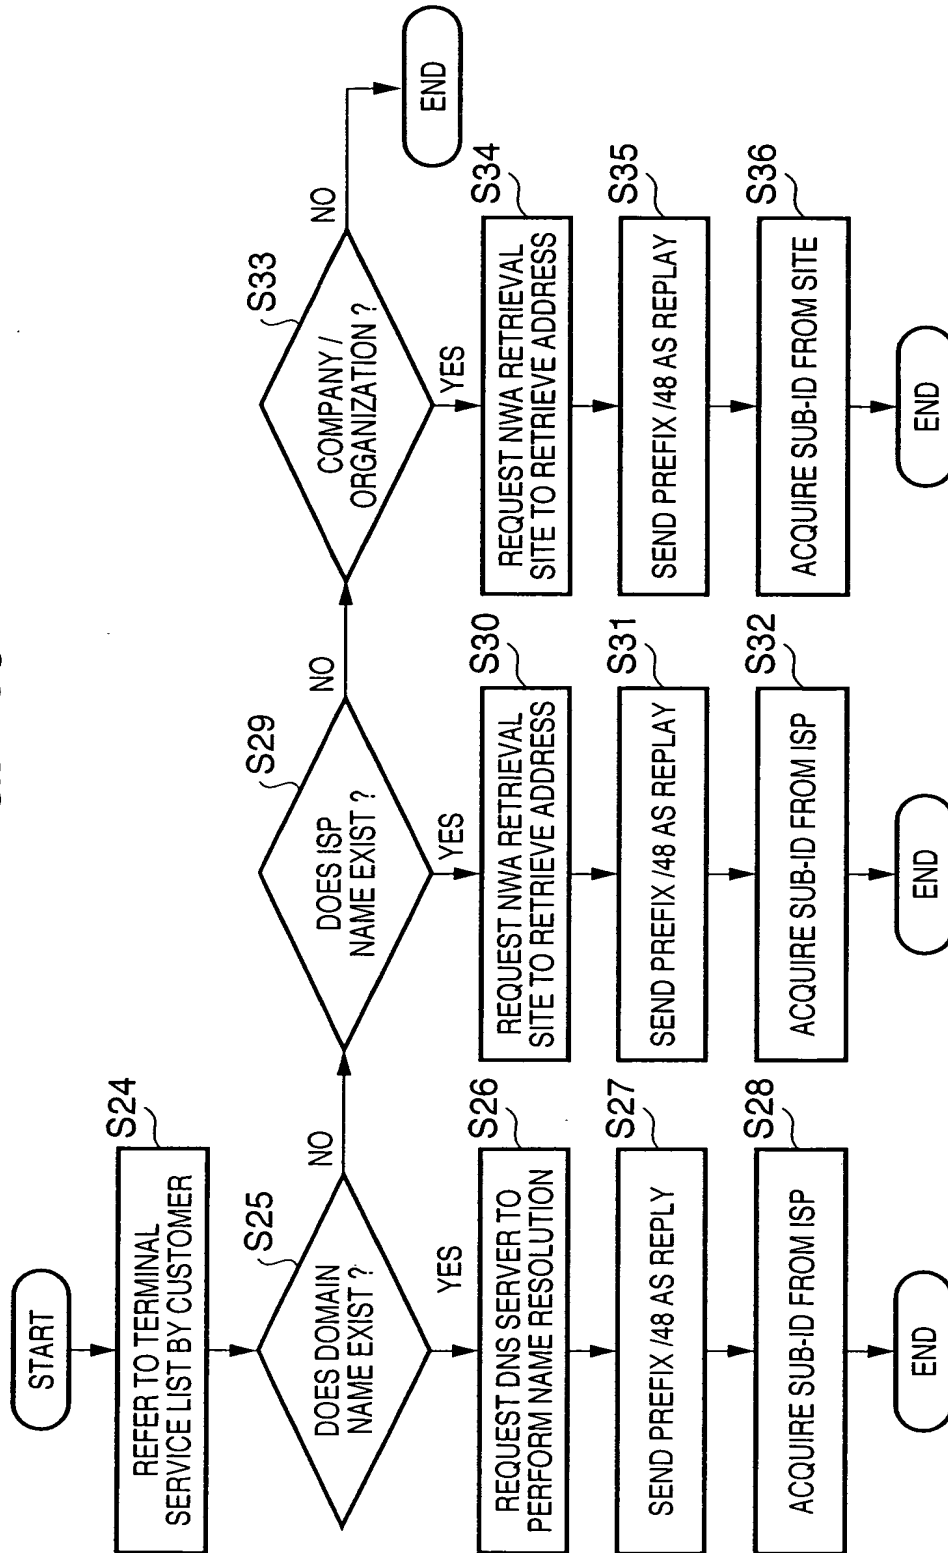 START
S24
REFER TO TERMINAL
SERVICE LIST BY CUSTOMER
S25
DOES DOMAIN
NAME EXIST ?
NO
YES
S26
REQUEST DNS SERVER TO
PERFORM NAME RESOLUTION
S27
SEND PREFIX /48 AS REPLY
S28
ACQUIRE SUB-ID FROM ISP
END
S29
DOES ISP
NAME EXIST ?
NO
YES
S30
REQUEST NWA RETRIEVAL
SITE TO RETRIEVE ADDRESS
S31
SEND PREFIX /48 AS REPLAY
S32
ACQUIRE SUB-ID FROM ISP
END
S33
COMPANY /
ORGANIZATION ?
NO
END
YES
S34
REQUEST NWA RETRIEVAL
SITE TO RETRIEVE ADDRESS
S35
SEND PREFIX /48 AS REPLAY
S36
ACQUIRE SUB-ID FROM SITE
END